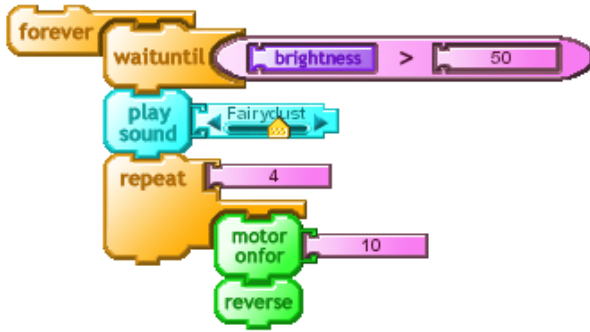 forever
waituntil brightness > 50
play
sound Fairydust
repeat 4
motor
onfor 10
reverse